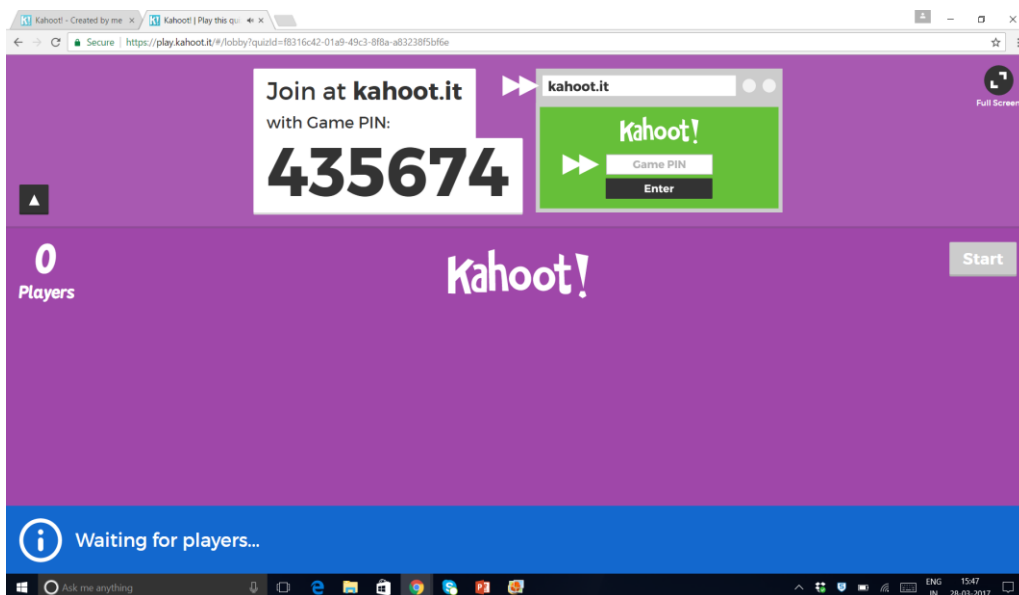 Kahoot! - Created by me
Kahoot! | Play this qui
Secure | https://play.kahoot.it/#/lobby?quizId=f8316c42-01a9-49c3-8f8a-a83238f5bf6e
Join at kahoot.it
with Game PIN:
435674
kahoot.it
Kahoot!
Game PIN
Enter
Full Screen
0
Players
Kahoot!
Start
Waiting for players...
Ask me anything
ENG
IN
15:47
28-03-2017